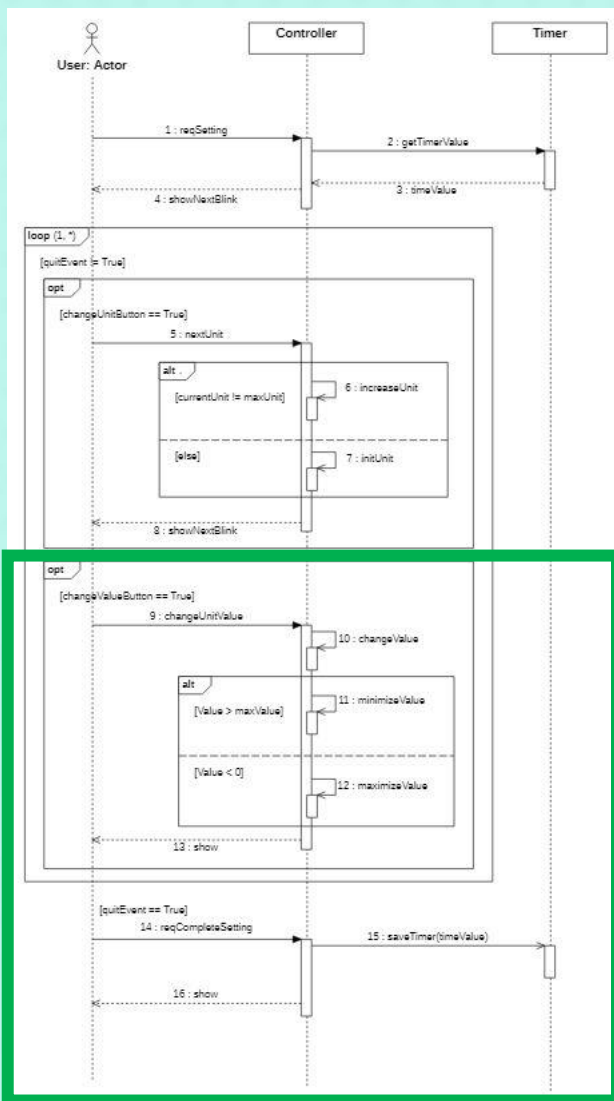 Controller
Timer
User: Actor
1 : reqSetting
2 : getTimerValue
3 : timeValue
4 : showNextBlink
loop (1, *)
[quitEvent != True]
opt
[changeUnitButton == True]
5 : nextUnit
alt .
[currentUnit != maxUnit]
6 : increaseUnit
[else]
7 : initUnit
8 : showNextBlink
opt
[changeValueButton == True]
9 : changeUnitValue
10 : changeValue
alt
[Value > maxValue]
11 : minimizeValue
[Value < 0]
12 : maximizeValue
13 : show
[quitEvent == True]
14 : reqCompleteSetting
15 : saveTimer(timeValue)
16 : show